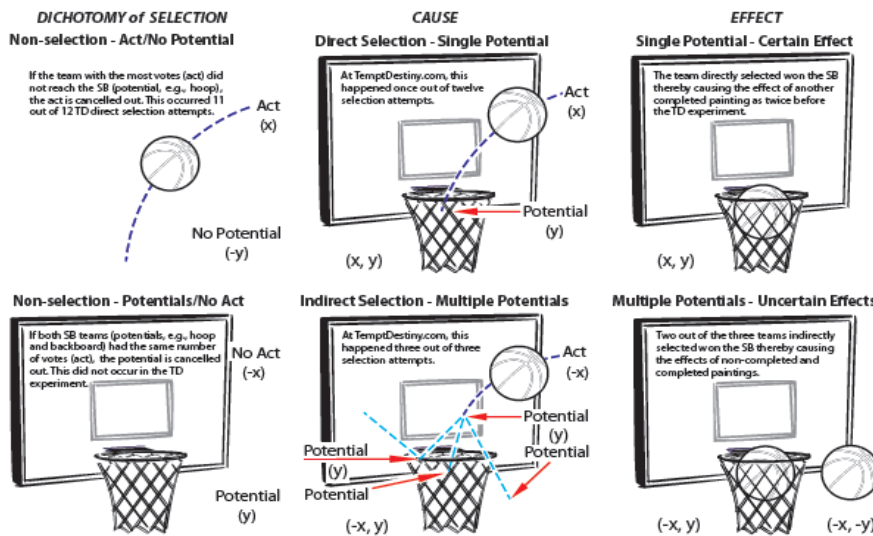 DICHOTOMY of SELECTION
Non-selection - Act/No Potential
If the team with the most votes (act) did
not reach the SB (potential, e.g., hoop),
the act is cancelled out. This occurred 11
out of 12 TD direct selection attempts.
Act
(x)
No Potential
(-y)
CAUSE
Direct Selection - Single Potential
At TemptDestiny.com, this
happened once out of twelve
selection attempts.
Act
(x)
Potential
(y)
(x, y)
EFFECT
Single Potential - Certain Effect
The team directly selected won the SB
thereby causing the effect of another
completed painting as twice before
the TD experiment.
(x, y)
Non-selection - Potentials/No Act
If both SB teams (potentials, e.g., hoop
and backboard) had the same number
of votes (act), the potential is cancelled
out. This did not occur in the TD
experiment.
No Act
(-x)
Potential
(y)
Indirect Selection - Multiple Potentials
At TemptDestiny.com, this
happened three out of three
selection attempts.
Act
(-x)
Potential
(y)
Potential
(y)
Potential
Potential
(-x, y)
Multiple Potentials - Uncertain Effects
Two out of the three teams indirectly
selected won the SB thereby causing
the effects of non-completed and
completed paintings.
(-x, y)
(-x, -y)